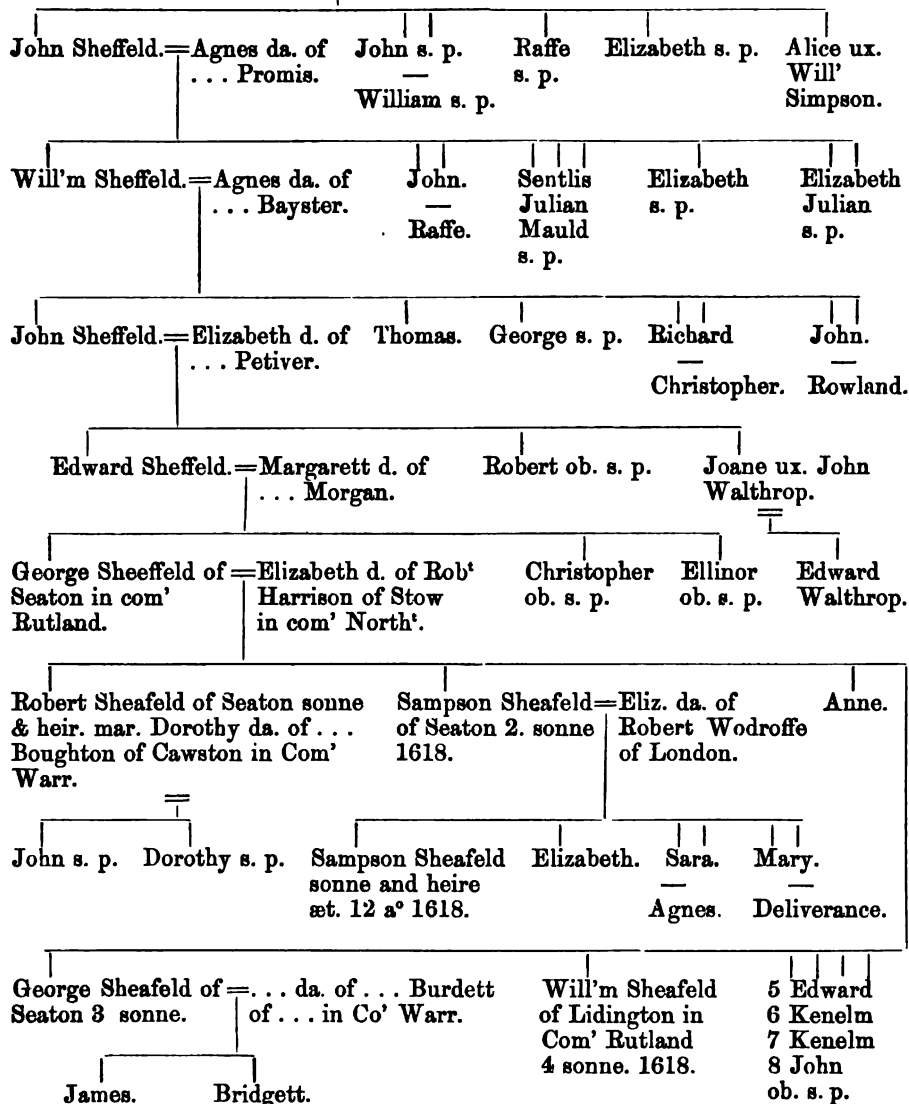 John Sheffeld.=Agnes da. of ... Promis.
John s. p.
—
William s. p.
Raffe s. p.
Elizabeth s. p.
Alice ux. Will' Simpson.
Will'm Sheffeld.=Agnes da. of ... Bayster.
John.
—
Raffe.
Sentlis
Julian
Mauld
s. p.
Elizabeth
s. p.
Elizabeth
Julian
s. p.
John Sheffeld.=Elizabeth d. of
... Petiver.
Thomas.
George s. p.
Richard
—
Christopher.
John.
—
Rowland.
Edward Sheffeld.=Margarett d. of
... Morgan.
Robert ob. s. p.
Joane ux. John
Walthrop.
George Sheeffeld of
Seaton in com'
Rutland.
=Elizabeth d. of Robᵗ
Harrison of Stow
in com' Northᵗ.
Christopher
ob. s. p.
Ellinor
ob. s. p.
Edward
Walthrop.
Robert Sheafeld of Seaton sonne
& heir. mar. Dorothy da. of ...
Boughton of Cawston in Com'
Warr.
Sampson Sheafeld
of Seaton 2. sonne
1618.
=Eliz. da. of
Robert Wodroffe
of London.
Anne.
John s. p.
Dorothy s. p.
Sampson Sheafeld
sonne and heire
æt. 12 aº 1618.
Elizabeth.
Sara.
—
Agnes.
Mary.
—
Deliverance.
George Sheafeld of
Seaton 3 sonne.
=... da. of ... Burdett
of ... in Co' Warr.
Will'm Sheafeld
of Lidington in
Com' Rutland
4 sonne. 1618.
5 Edward
6 Kenelm
7 Kenelm
8 John
ob. s. p.
James.
Bridgett.